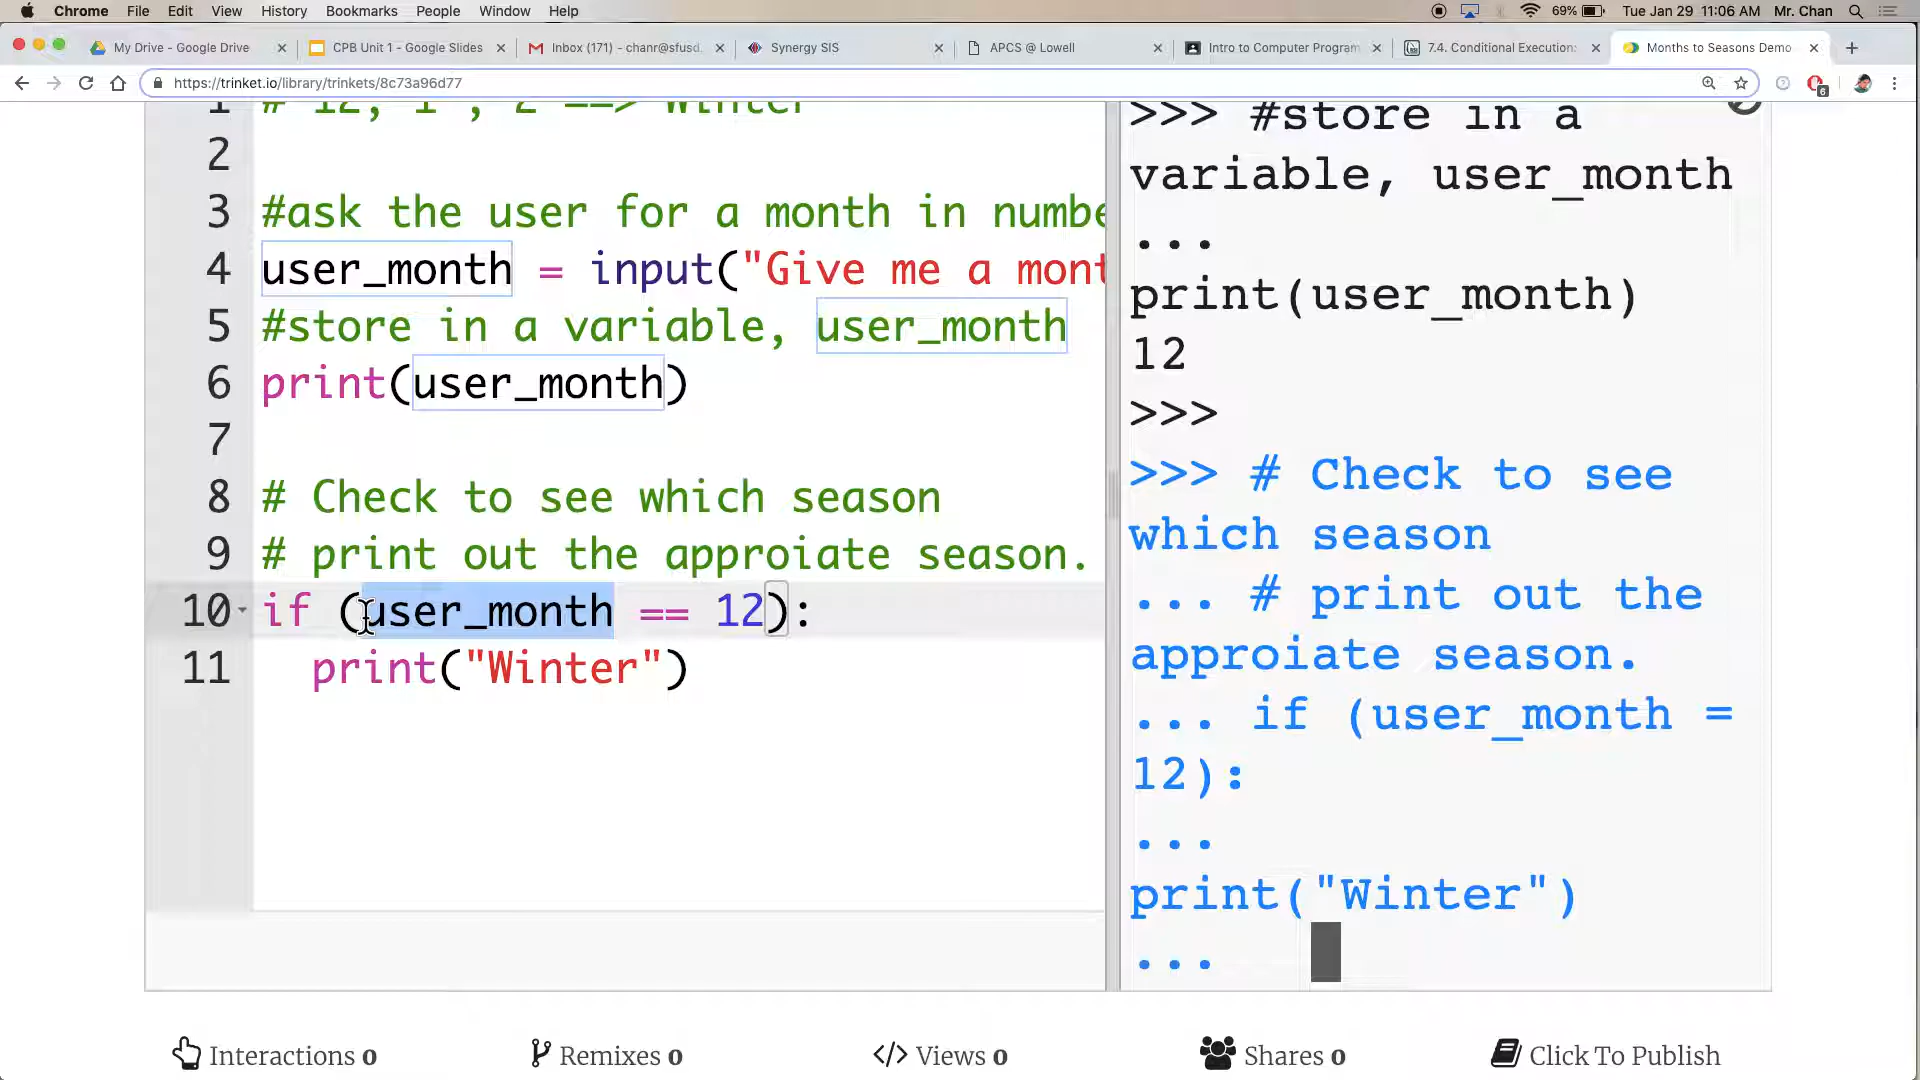 Chrome File Edit View History Bookmarks People Window Help 69% Tue Jan 29 11:06 AM Mr. Chan
My Drive - Google Drive CPB Unit 1 - Google Slides Inbox (171) - chanr@sfusd. Synergy SIS APCS @ Lowell Intro to Computer Program 7.4. Conditional Execution: Months to Seasons Demo
https://trinket.io/library/trinkets/8c73a96d77 6
1 # 12, 1 , 2 ==> Winter
2
3 #ask the user for a month in numbe
4 user_month = input("Give me a mont
5 #store in a variable, user_month
6 print(user_month)
7
8 # Check to see which season
9 # print out the approiate season.
10 if (user_month == 12):
11 print("Winter")
>>> #store in a
variable, user_month
...
print(user_month)
12
>>>
>>> # Check to see
which season
... # print out the
approiate season.
... if (user_month =
12):
...
print("Winter")
...
Interactions 0 Remixes 0 Views 0 Shares 0 Click To Publish